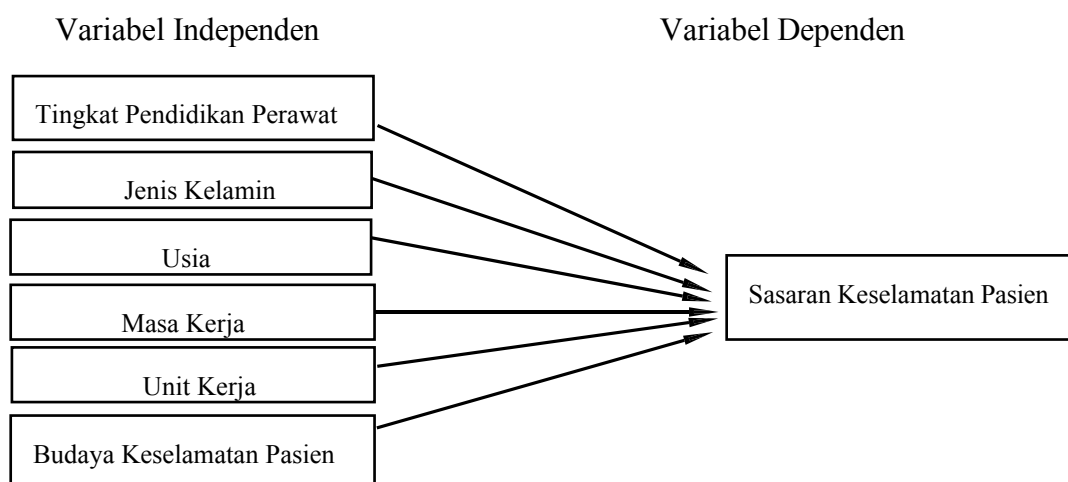 Variabel Independen
Variabel Dependen
Tingkat Pendidikan Perawat
Jenis Kelamin
Usia
Masa Kerja
Unit Kerja
Budaya Keselamatan Pasien
Sasaran Keselamatan Pasien